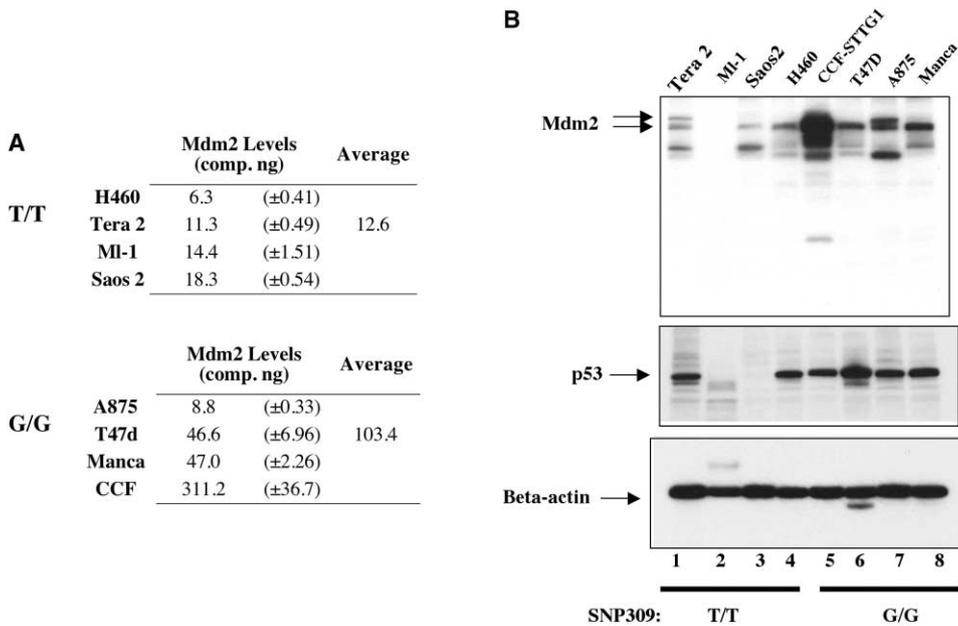 A
Mdm2 Levels
(comp. ng)
Average
T/T
H460 6.3 (±0.41)
Tera 2 11.3 (±0.49) 12.6
Ml-1 14.4 (±1.51)
Saos 2 18.3 (±0.54)
Mdm2 Levels
(comp. ng)
Average
G/G
A875 8.8 (±0.33)
T47d 46.6 (±6.96) 103.4
Manca 47.0 (±2.26)
CCF 311.2 (±36.7)
B
Tera 2
Ml-1
Saos2
H460
CCF-STTG1
T47D
A875
Manca
Mdm2
p53
Beta-actin
1 2 3 4 5 6 7 8
SNP309: T/T G/G